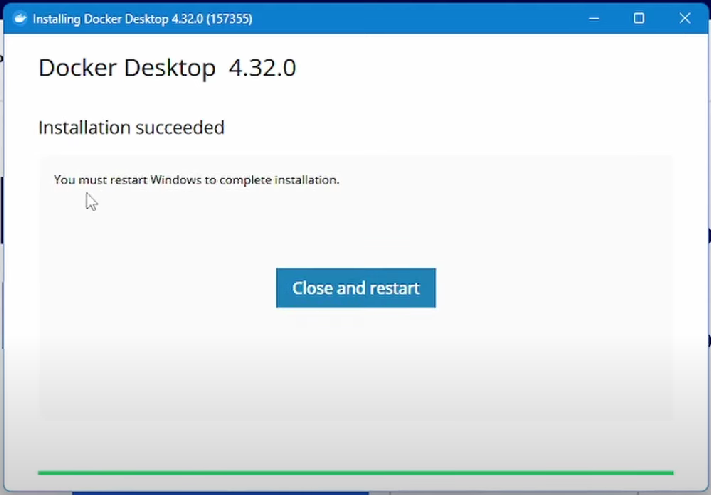 Installing Docker Desktop 4.32.0 (157355)
Docker Desktop 4.32.0
Installation succeeded
You must restart Windows to complete installation.
Close and restart